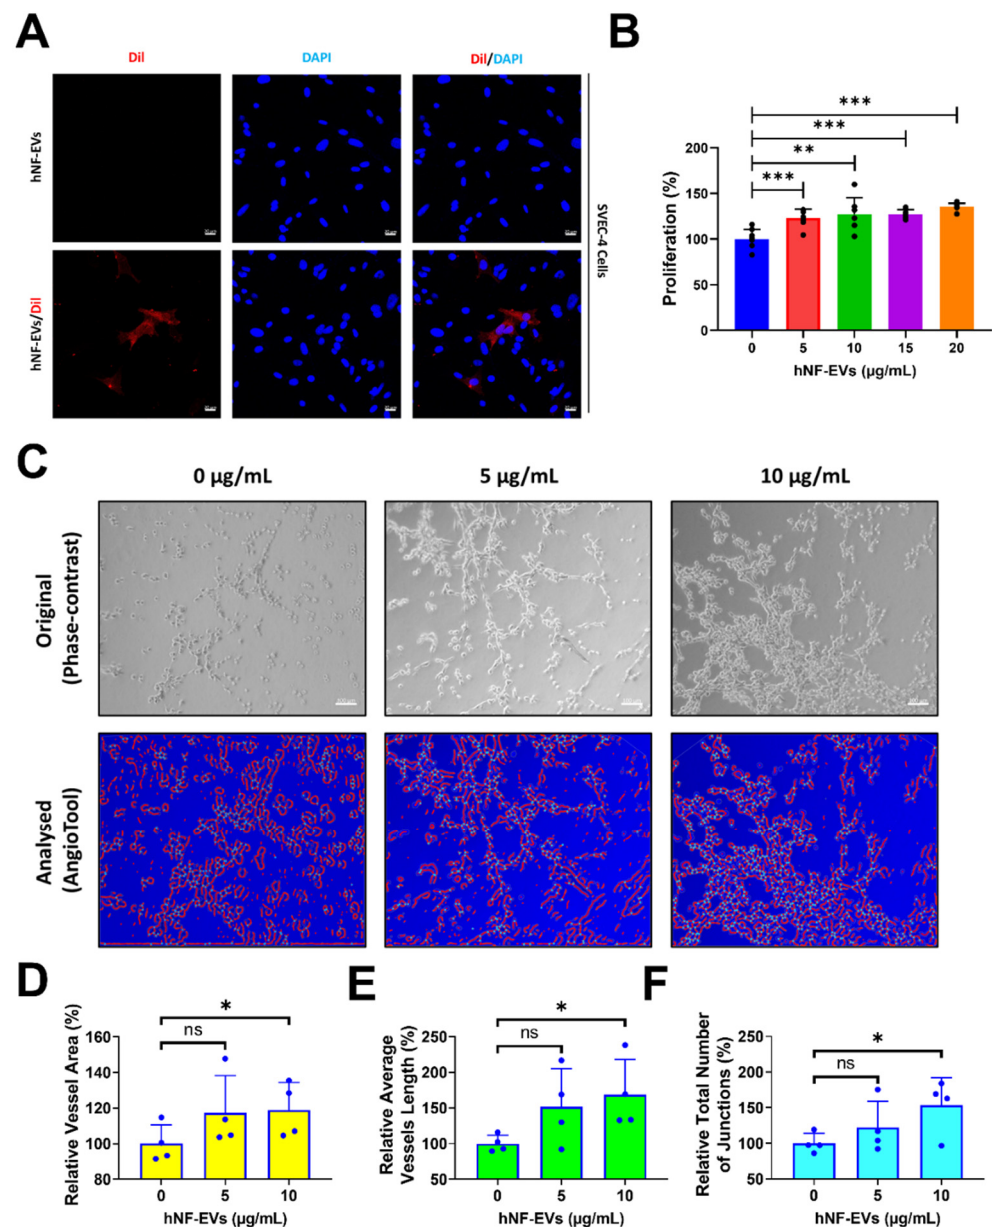 A
Dil
DAPI
Dil/DAPI
hNF-EVs
hNF-EVs/Dil
SVEC-4 Cells
B
***
***
**
***
Proliferation (%)
200
150
100
50
0
0 5 10 15 20
hNF-EVs (µg/mL)
C
0 µg/mL
5 µg/mL
10 µg/mL
Original
(Phase-contrast)
Analysed
(AngioTool)
D
Relative Vessel Area (%)
160
140
120
100
80
*
ns
0 5 10
hNF-EVs (µg/mL)
E
Relative Average
Vessels Length (%)
250
200
150
100
50
*
ns
0 5 10
hNF-EVs (µg/mL)
F
Relative Total Number
of Junctions (%)
250
200
150
100
50
*
ns
0 5 10
hNF-EVs (µg/mL)